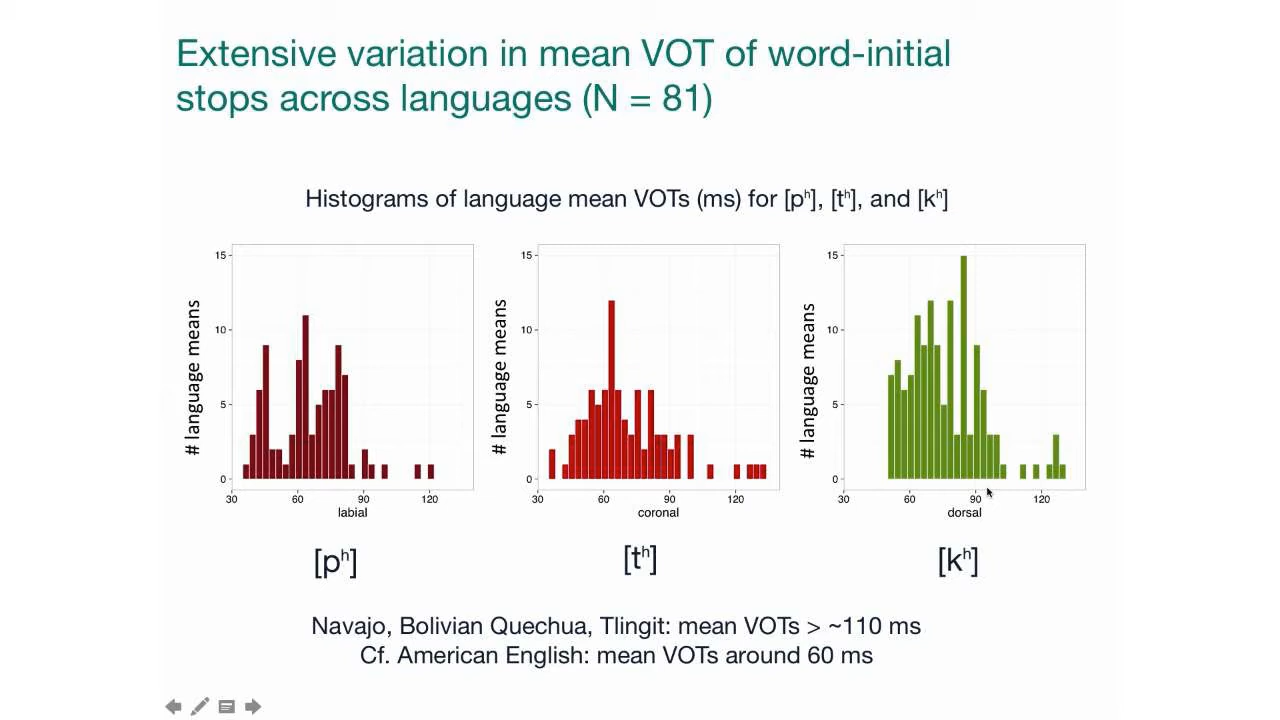 Extensive variation in mean VOT of word-initial
stops across languages (N = 81)
Histograms of language mean VOTs (ms) for [pʰ], [tʰ], and [kʰ]
# language means
15
10
5
0
30
60
90
120
labial
[pʰ]
# language means
15
10
5
0
30
60
90
120
coronal
[tʰ]
# language means
15
10
5
0
30
60
90
120
dorsal
[kʰ]
Navajo, Bolivian Quechua, Tlingit: mean VOTs > ~110 ms
Cf. American English: mean VOTs around 60 ms